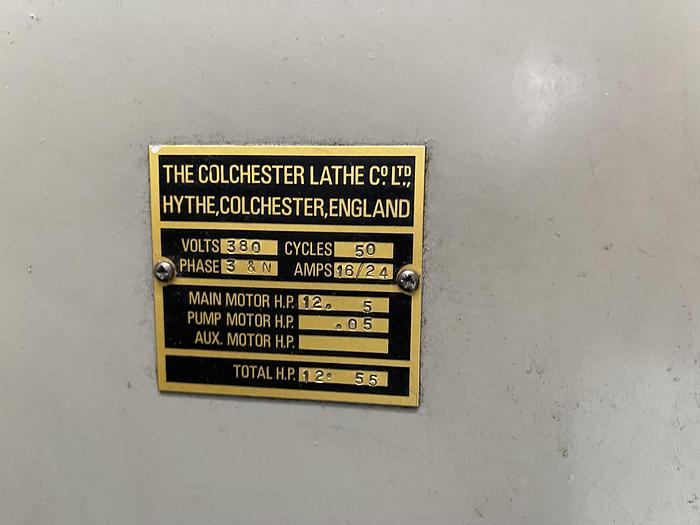 THE COLCHESTER LATHE Cº LTD,
HYTHE, COLCHESTER, ENGLAND
VOLTS 380 CYCLES 50
PHASE 3 & N AMPS 16/24
MAIN MOTOR H.P. 12. 5
PUMP MOTOR H.P. .05
AUX. MOTOR H.P.
TOTAL H.P. 12. 55